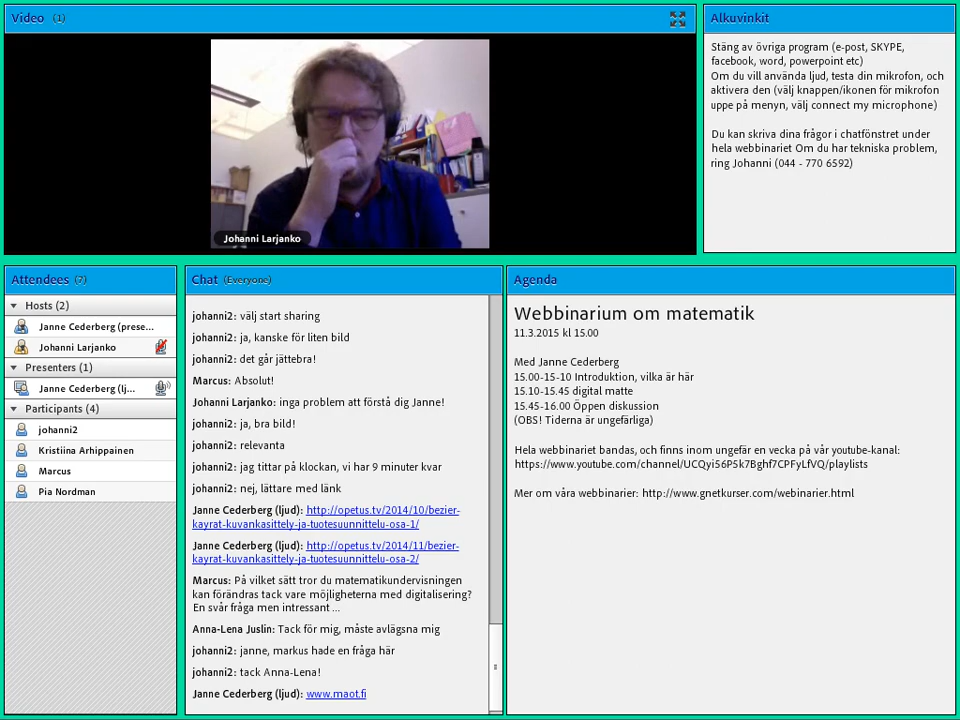 Video (1)
Johanni Larjanko
Alkuvinkit
Stäng av övriga program (e-post, SKYPE,
facebook, word, powerpoint etc)
Om du vill använda ljud, testa din mikrofon, och
aktivera den (välj knappen/ikonen för mikrofon
uppe på menyn, välj connect my microphone)
Du kan skriva dina frågor i chatfönstret under
hela webbinariet Om du har tekniska problem,
ring Johanni (044 - 770 6592)
Attendees (7)
Hosts (2)
Janne Cederberg (prese...
Johanni Larjanko
Presenters (1)
Janne Cederberg (lj...
Participants (4)
johanni2
Kristiina Arhippainen
Marcus
Pia Nordman
Chat (Everyone)
johanni2: välj start sharing
johanni2: ja, kanske för liten bild
johanni2: det går jättebra!
Marcus: Absolut!
Johanni Larjanko: inga problem att förstå dig Janne!
johanni2: ja, bra bild!
johanni2: relevanta
johanni2: jag tittar på klockan, vi har 9 minuter kvar
johanni2: nej, lättare med länk
Janne Cederberg (ljud): http://opetus.tv/2014/10/bezier-
kayrat-kuvankasittely-ja-tuotesuunnittelu-osa-1/
Janne Cederberg (ljud): http://opetus.tv/2014/11/bezier-
kayrat-kuvankasittely-ja-tuotesuunnittelu-osa-2/
Marcus: På vilket sätt tror du matematikundervisningen
kan förändras tack vare möjligheterna med digitalisering?
En svår fråga men intressant ...
Anna-Lena Juslin: Tack för mig, måste avlägsna mig
johanni2: janne, markus hade en fråga här
johanni2: tack Anna-Lena!
Janne Cederberg (ljud): www.maot.fi
Agenda
Webbinarium om matematik
11.3.2015 kl 15.00
Med Janne Cederberg
15.00-15-10 Introduktion, vilka är här
15.10-15.45 digital matte
15.45-16.00 Öppen diskussion
(OBS! Tiderna är ungefärliga)
Hela webbinariet bandas, och finns inom ungefär en vecka på vår youtube-kanal:
https://www.youtube.com/channel/UCQyi56P5k7Bghf7CPFyLfVQ/playlists
Mer om våra webbinarier: http://www.gnetkurser.com/webinarier.html